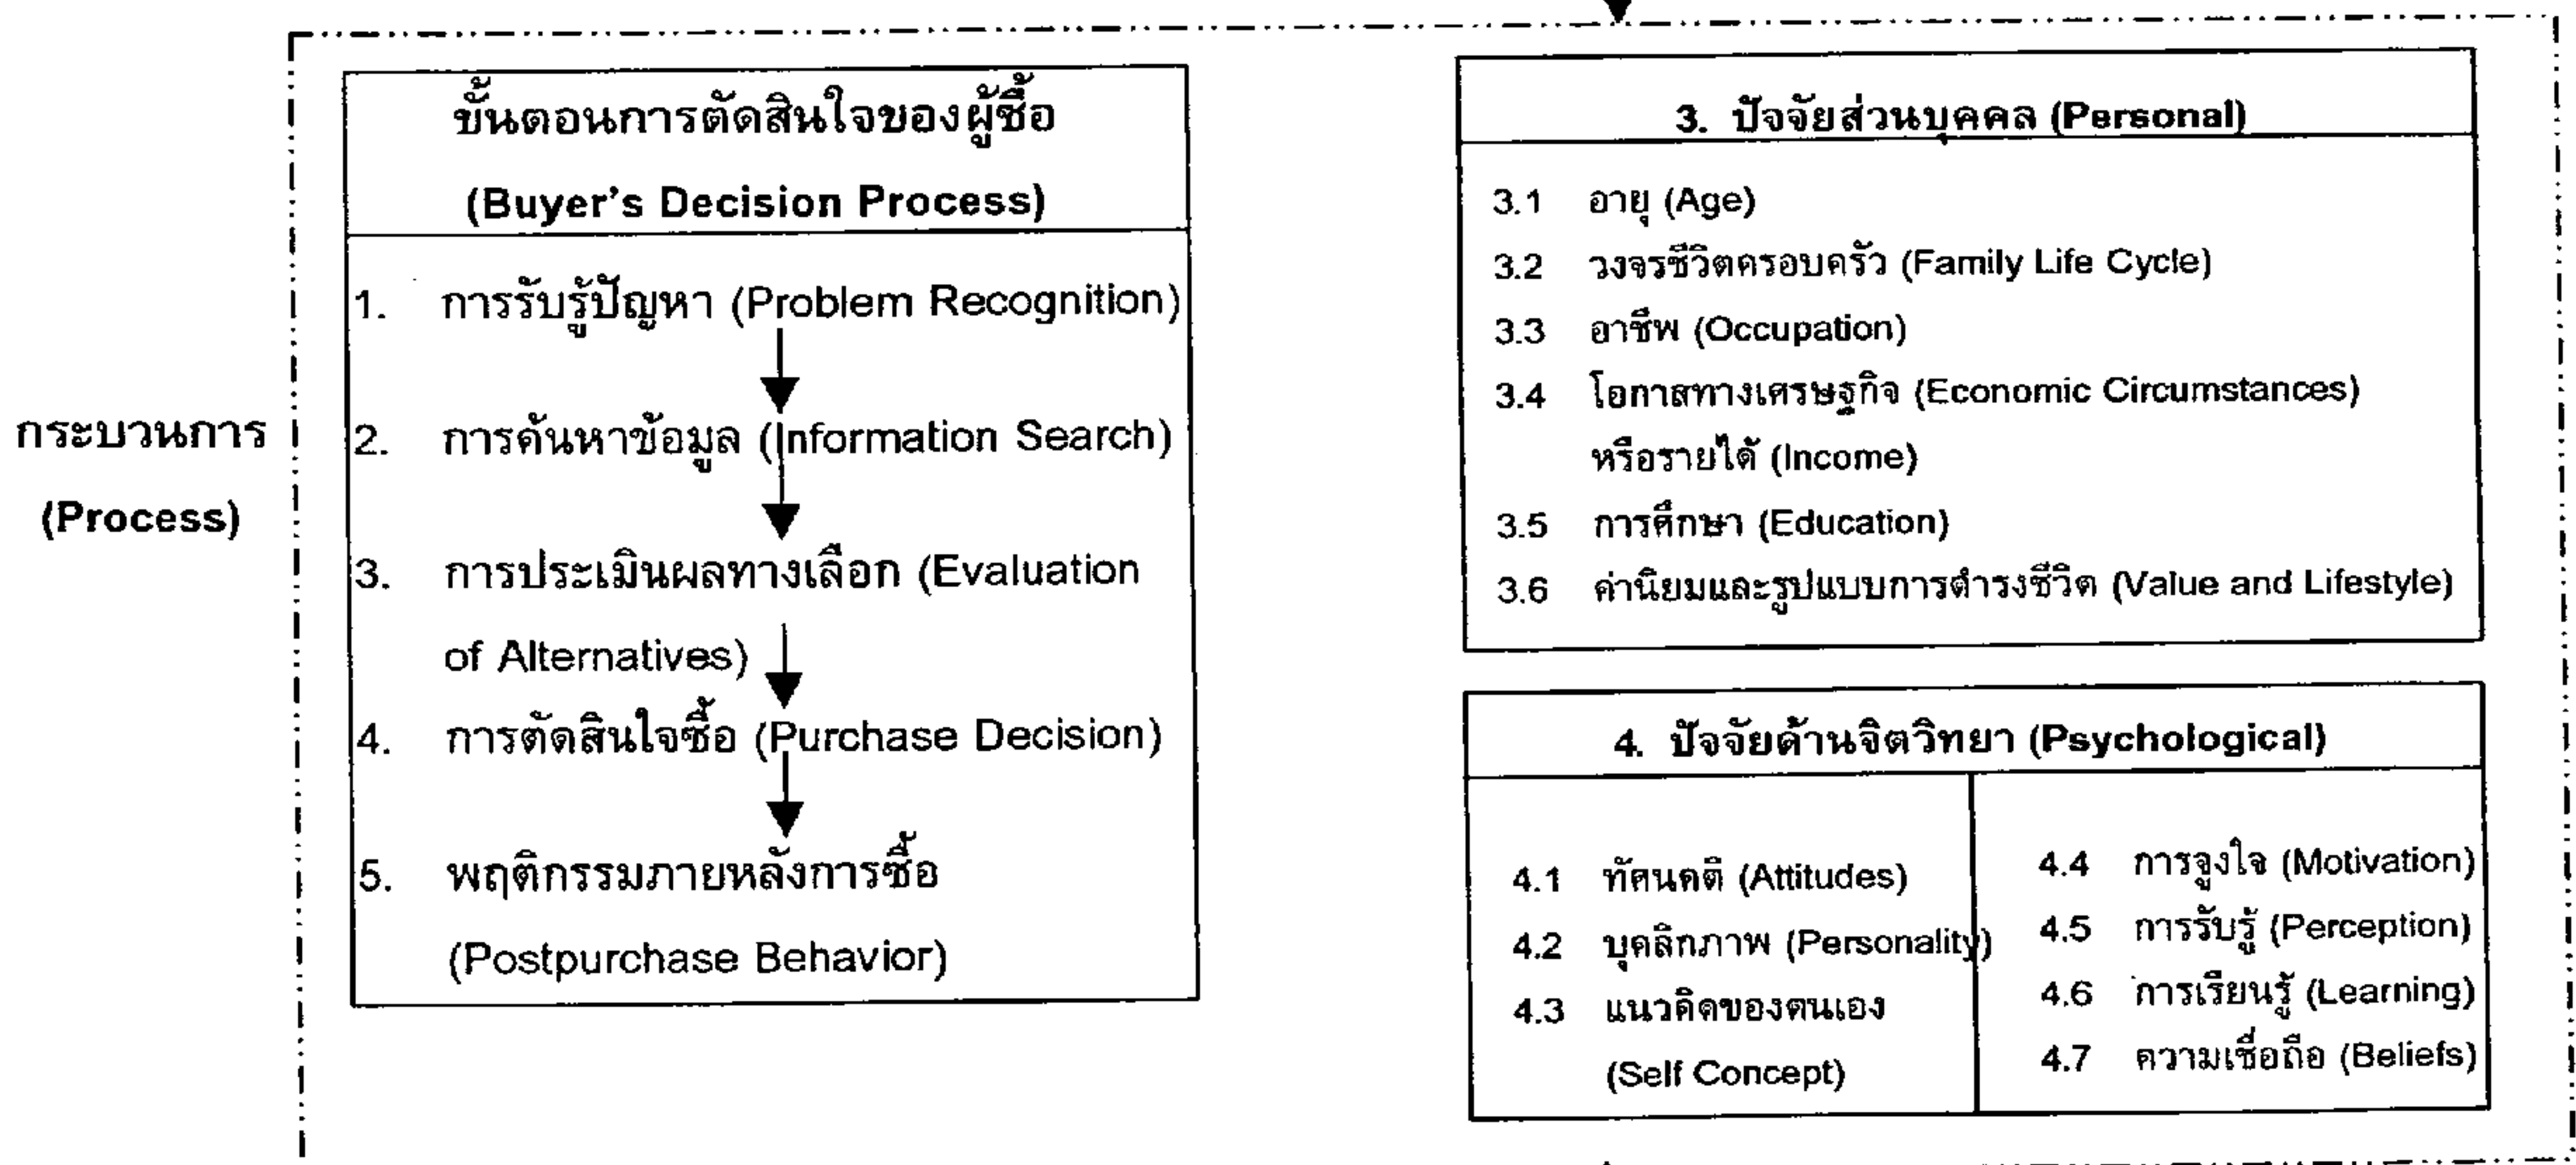 กระบวนการ
(Process)
ขั้นตอนการตัดสินใจของผู้ซื้อ
(Buyer's Decision Process)
1. การรับรู้ปัญหา (Problem Recognition)
2. การค้นหาข้อมูล (Information Search)
3. การประเมินผลทางเลือก (Evaluation
of Alternatives)
4. การตัดสินใจซื้อ (Purchase Decision)
5. พฤติกรรมภายหลังการซื้อ
(Postpurchase Behavior)
3. ปัจจัยส่วนบุคคล (Personal)
3.1 อายุ (Age)
3.2 วงจรชีวิตครอบครัว (Family Life Cycle)
3.3 อาชีพ (Occupation)
3.4 โอกาสทางเศรษฐกิจ (Economic Circumstances)
หรือรายได้ (Income)
3.5 การศึกษา (Education)
3.6 ค่านิยมและรูปแบบการดำรงชีวิต (Value and Lifestyle)
4. ปัจจัยด้านจิตวิทยา (Psychological)
4.1 ทัศนคติ (Attitudes)
4.2 บุคลิกภาพ (Personality)
4.3 แนวคิดของตนเอง
(Self Concept)
4.4 การจูงใจ (Motivation)
4.5 การรับรู้ (Perception)
4.6 การเรียนรู้ (Learning)
4.7 ความเชื่อถือ (Beliefs)